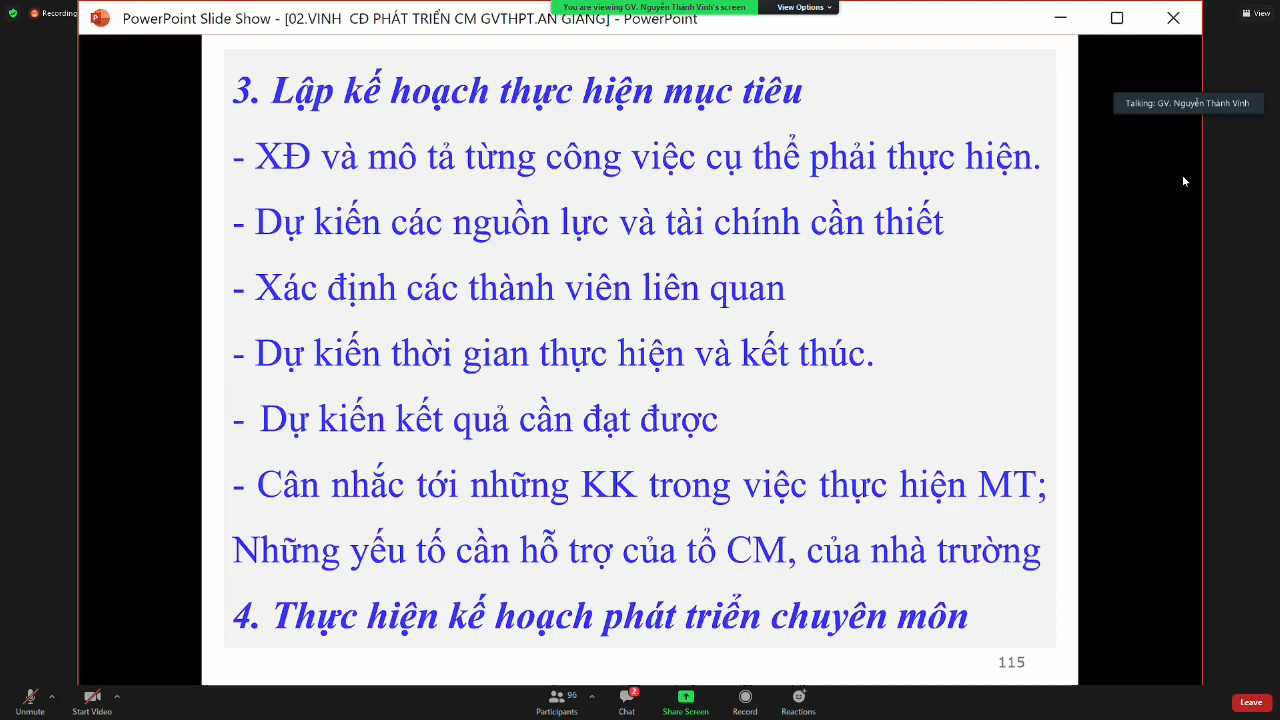 You are viewing GV. Nguyễn Thành Vinh's screen
View Options
Recording
PowerPoint Slide Show - [02.VINH CĐ PHÁT TRIỂN CM GVTHPT.AN GIANG] - PowerPoint
View
Talking: GV. Nguyễn Thành Vinh
3. Lập kế hoạch thực hiện mục tiêu
- XĐ và mô tả từng công việc cụ thể phải thực hiện.
- Dự kiến các nguồn lực và tài chính cần thiết
- Xác định các thành viên liên quan
- Dự kiến thời gian thực hiện và kết thúc.
- Dự kiến kết quả cần đạt được
- Cân nhắc tới những KK trong việc thực hiện MT;
Những yếu tố cần hỗ trợ của tổ CM, của nhà trường
4. Thực hiện kế hoạch phát triển chuyên môn
115
Unmute
Start Video
Participants
96
Chat
2
Share Screen
Record
Reactions
Leave